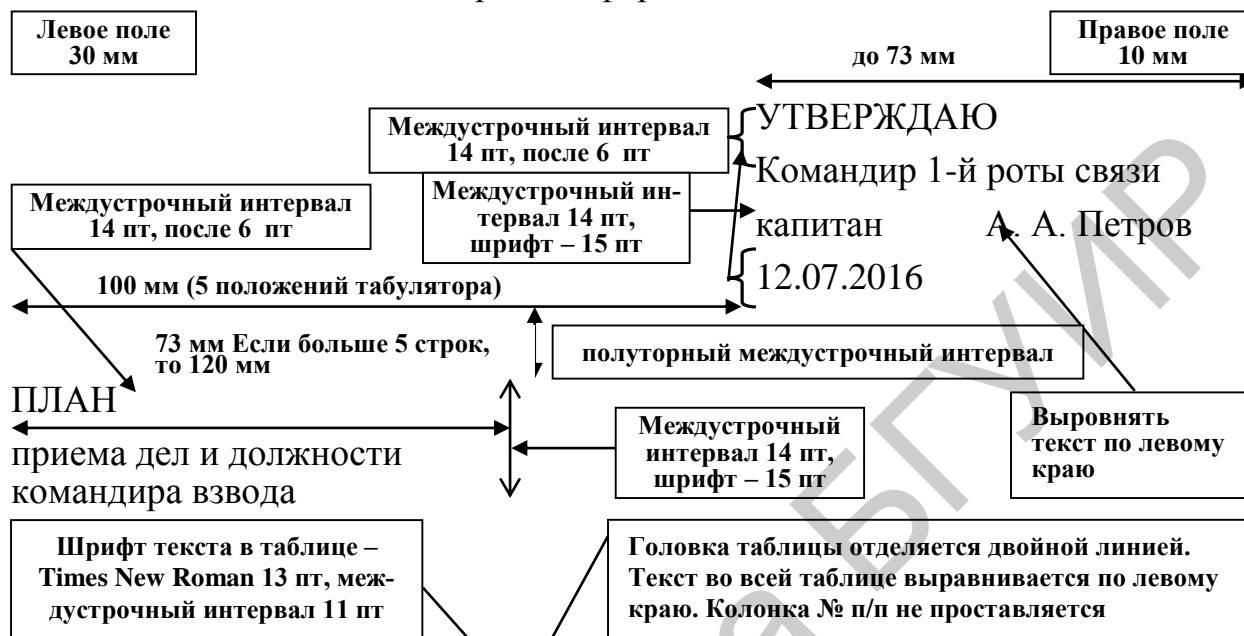 Левое поле
30 мм
Правое поле
10 мм
до 73 мм
УТВЕРЖДАЮ
Междустрочный интервал
14 пт, после 6 пт
Командир 1-й роты связи
Междустрочный ин-
тервал 14 пт,
шрифт – 15 пт
Междустрочный интервал
14 пт, после 6 пт
капитан А. А. Петров
12.07.2016
100 мм (5 положений табулятора)
73 мм Если больше 5 строк,
то 120 мм
полуторный междустрочный интервал
ПЛАН
приема дел и должности
командира взвода
Междустрочный
интервал 14 пт,
шрифт – 15 пт
Выровнять
текст по левому
краю
Шрифт текста в таблице –
Times New Roman 13 пт, меж-
дустрочный интервал 11 пт
Головка таблицы отделяется двойной линией.
Текст во всей таблице выравнивается по левому
краю. Колонка № п/п не проставляется
БГУИР